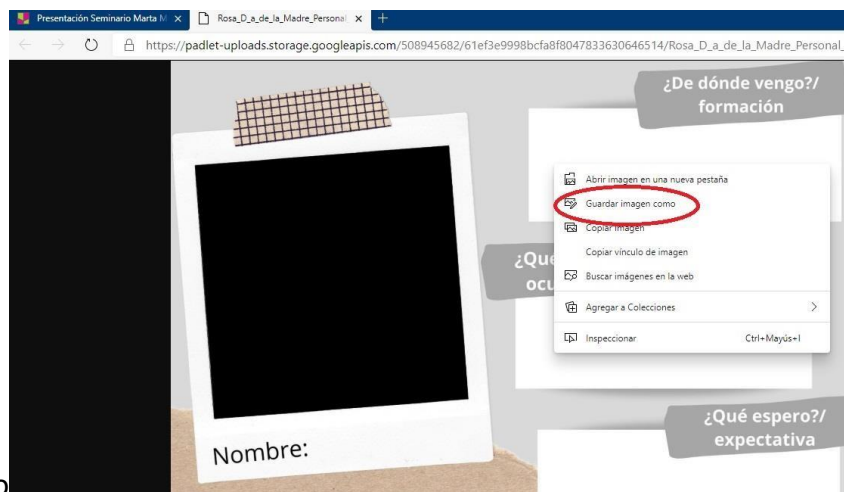 Presentación Seminario Marta M
Rosa_D_a_de_la_Madre_Personal
https://padlet-uploads.storage.googleapis.com/508945682/61ef3e9998bcfa8f8047833630646514/Rosa_D_a_de_la_Madre_Personal_
¿De dónde vengo?/
formación
Abrir imagen en una nueva pestaña
Guardar imagen como
Copiar imagen
Copiar vínculo de imagen
Buscar imágenes en la web
Agregar a Colecciones
Inspeccionar Ctrl+Mayús+I
¿Qué
ocu
¿Qué espero?/
expectativa
Nombre: